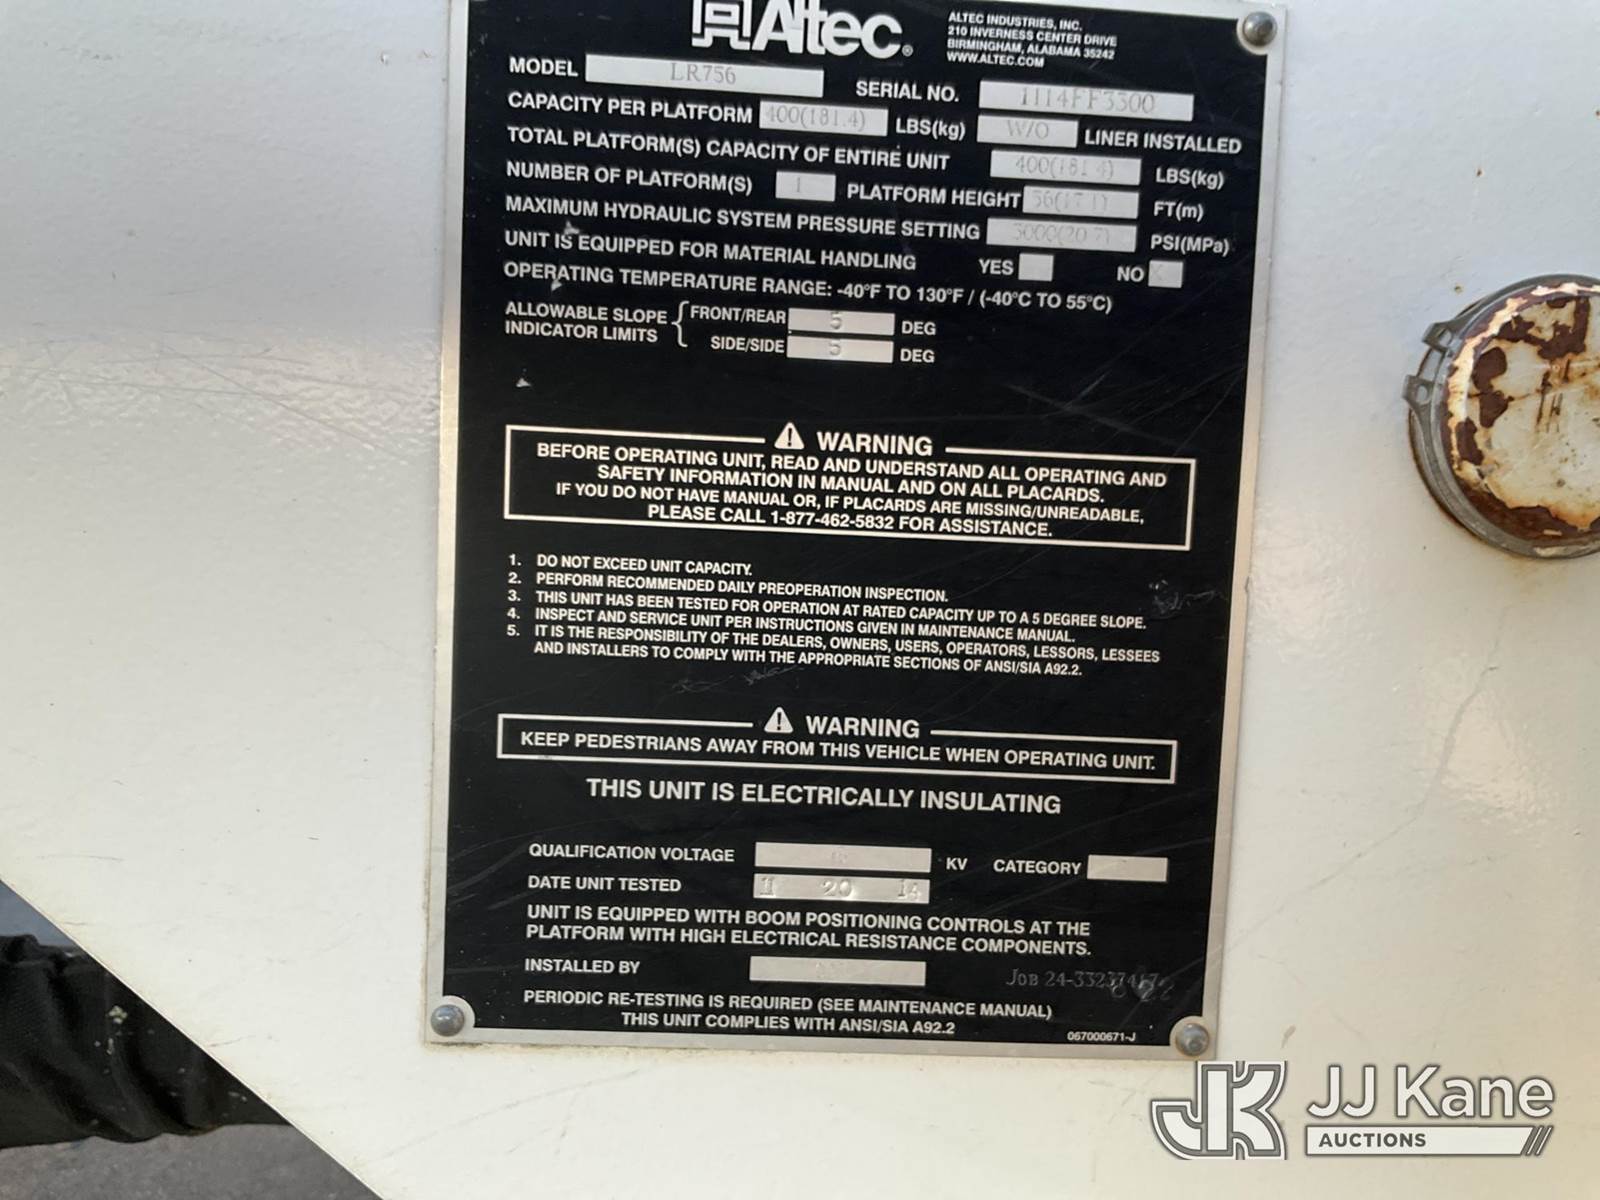 Altec
ALTEC INDUSTRIES, INC.
210 INVERNESS CENTER DRIVE
BIRMINGHAM, ALABAMA 35242
WWW.ALTEC.COM
MODEL LR756 SERIAL NO. 1114FF3300
CAPACITY PER PLATFORM 400(181.4) LBS(kg) W/O LINER INSTALLED
TOTAL PLATFORM(S) CAPACITY OF ENTIRE UNIT 400(181.4) LBS(kg)
NUMBER OF PLATFORM(S) 1 PLATFORM HEIGHT 56(17.1) FT(m)
MAXIMUM HYDRAULIC SYSTEM PRESSURE SETTING 3000(20.7) PSI(MPa)
UNIT IS EQUIPPED FOR MATERIAL HANDLING YES NO X
OPERATING TEMPERATURE RANGE: -40°F TO 130°F / (-40°C TO 55°C)
ALLOWABLE SLOPE INDICATOR LIMITS { FRONT/REAR 5 DEG
SIDE/SIDE 5 DEG
⚠ WARNING
BEFORE OPERATING UNIT, READ AND UNDERSTAND ALL OPERATING AND
SAFETY INFORMATION IN MANUAL AND ON ALL PLACARDS.
IF YOU DO NOT HAVE MANUAL OR, IF PLACARDS ARE MISSING/UNREADABLE,
PLEASE CALL 1-877-462-5832 FOR ASSISTANCE.
1. DO NOT EXCEED UNIT CAPACITY.
2. PERFORM RECOMMENDED DAILY PREOPERATION INSPECTION.
3. THIS UNIT HAS BEEN TESTED FOR OPERATION AT RATED CAPACITY UP TO A 5 DEGREE SLOPE.
4. INSPECT AND SERVICE UNIT PER INSTRUCTIONS GIVEN IN MAINTENANCE MANUAL.
5. IT IS THE RESPONSIBILITY OF THE DEALERS, OWNERS, USERS, OPERATORS, LESSORS, LESSEES
AND INSTALLERS TO COMPLY WITH THE APPROPRIATE SECTIONS OF ANSI/SIA A92.2.
⚠ WARNING
KEEP PEDESTRIANS AWAY FROM THIS VEHICLE WHEN OPERATING UNIT.
THIS UNIT IS ELECTRICALLY INSULATING
QUALIFICATION VOLTAGE KV CATEGORY
DATE UNIT TESTED 11 20 14
UNIT IS EQUIPPED WITH BOOM POSITIONING CONTROLS AT THE
PLATFORM WITH HIGH ELECTRICAL RESISTANCE COMPONENTS.
INSTALLED BY
JOB
PERIODIC RE-TESTING IS REQUIRED (SEE MAINTENANCE MANUAL)
THIS UNIT COMPLIES WITH ANSI/SIA A92.2
067000671-J
JJ Kane
AUCTIONS